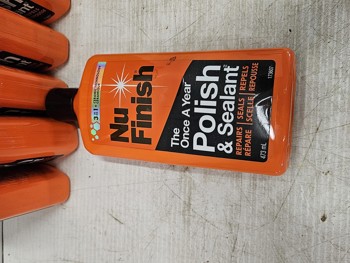 Nu
Finish
The Once A Year
Polish
& Sealant
REPAIRS | SEALS | REPELS
RÉPARE | SCELLE | REPOUSSE
473 mL